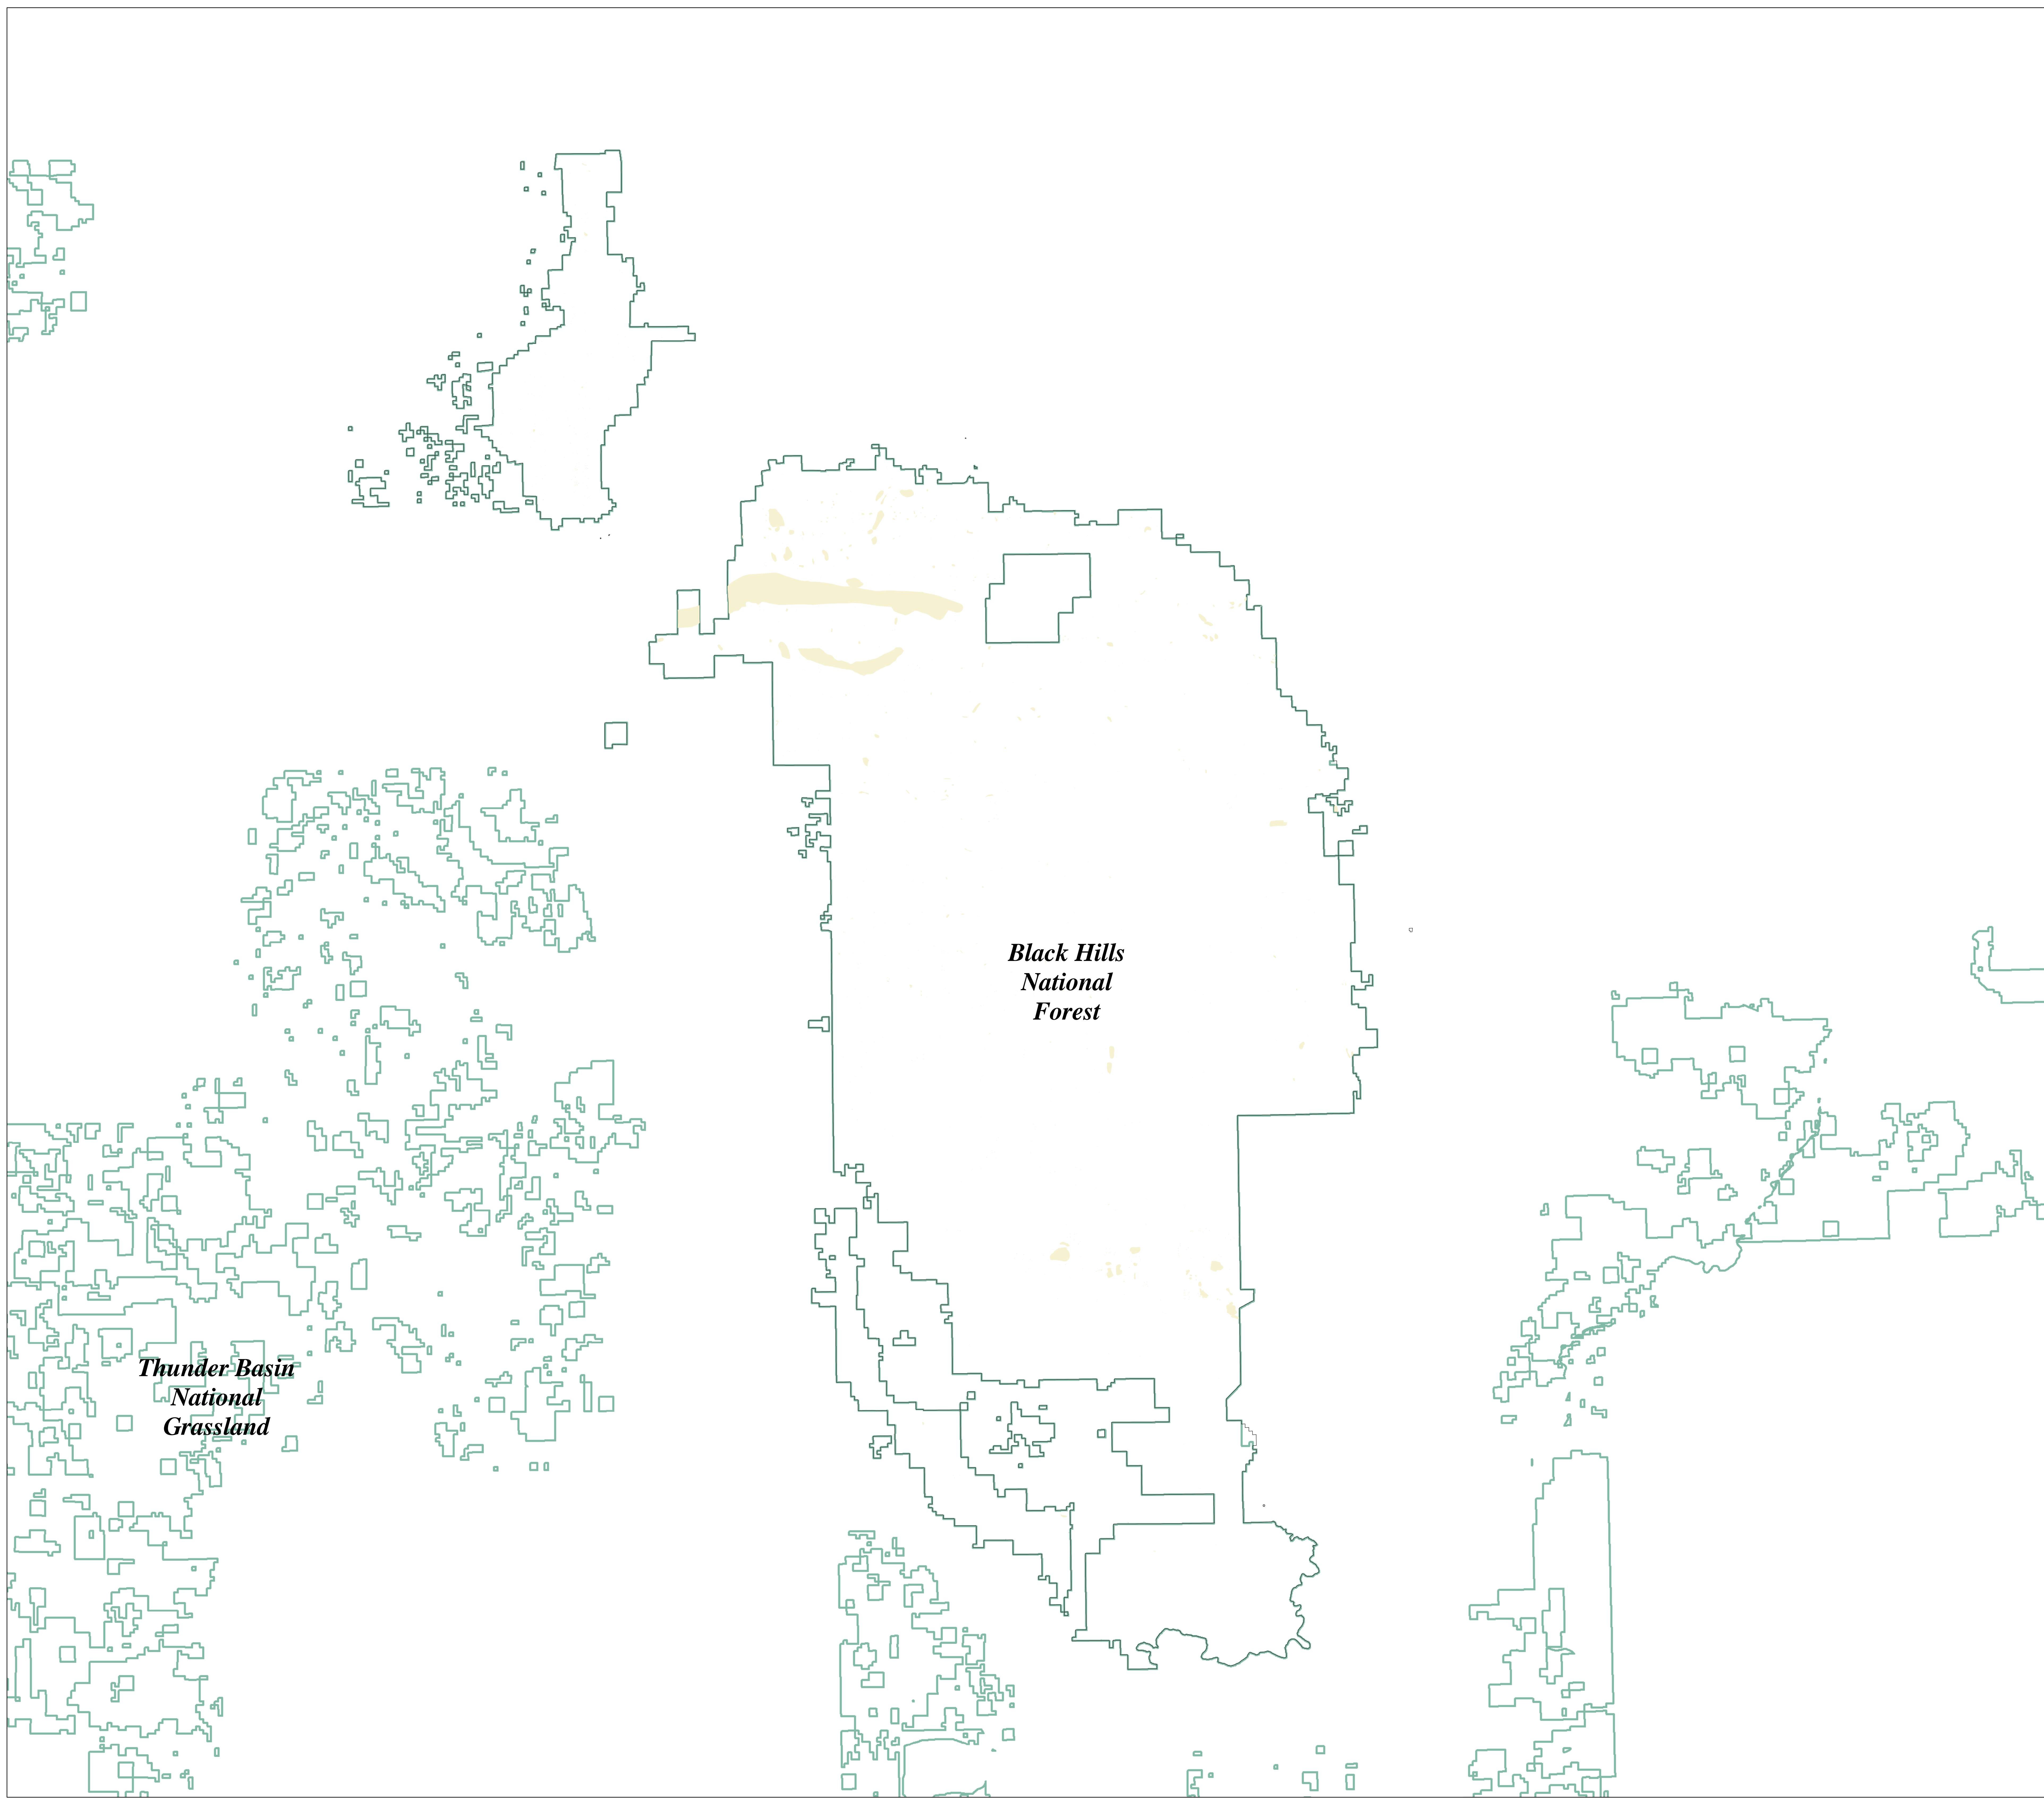 Black Hills
National
Forest
Thunder Basin
National
Grassland